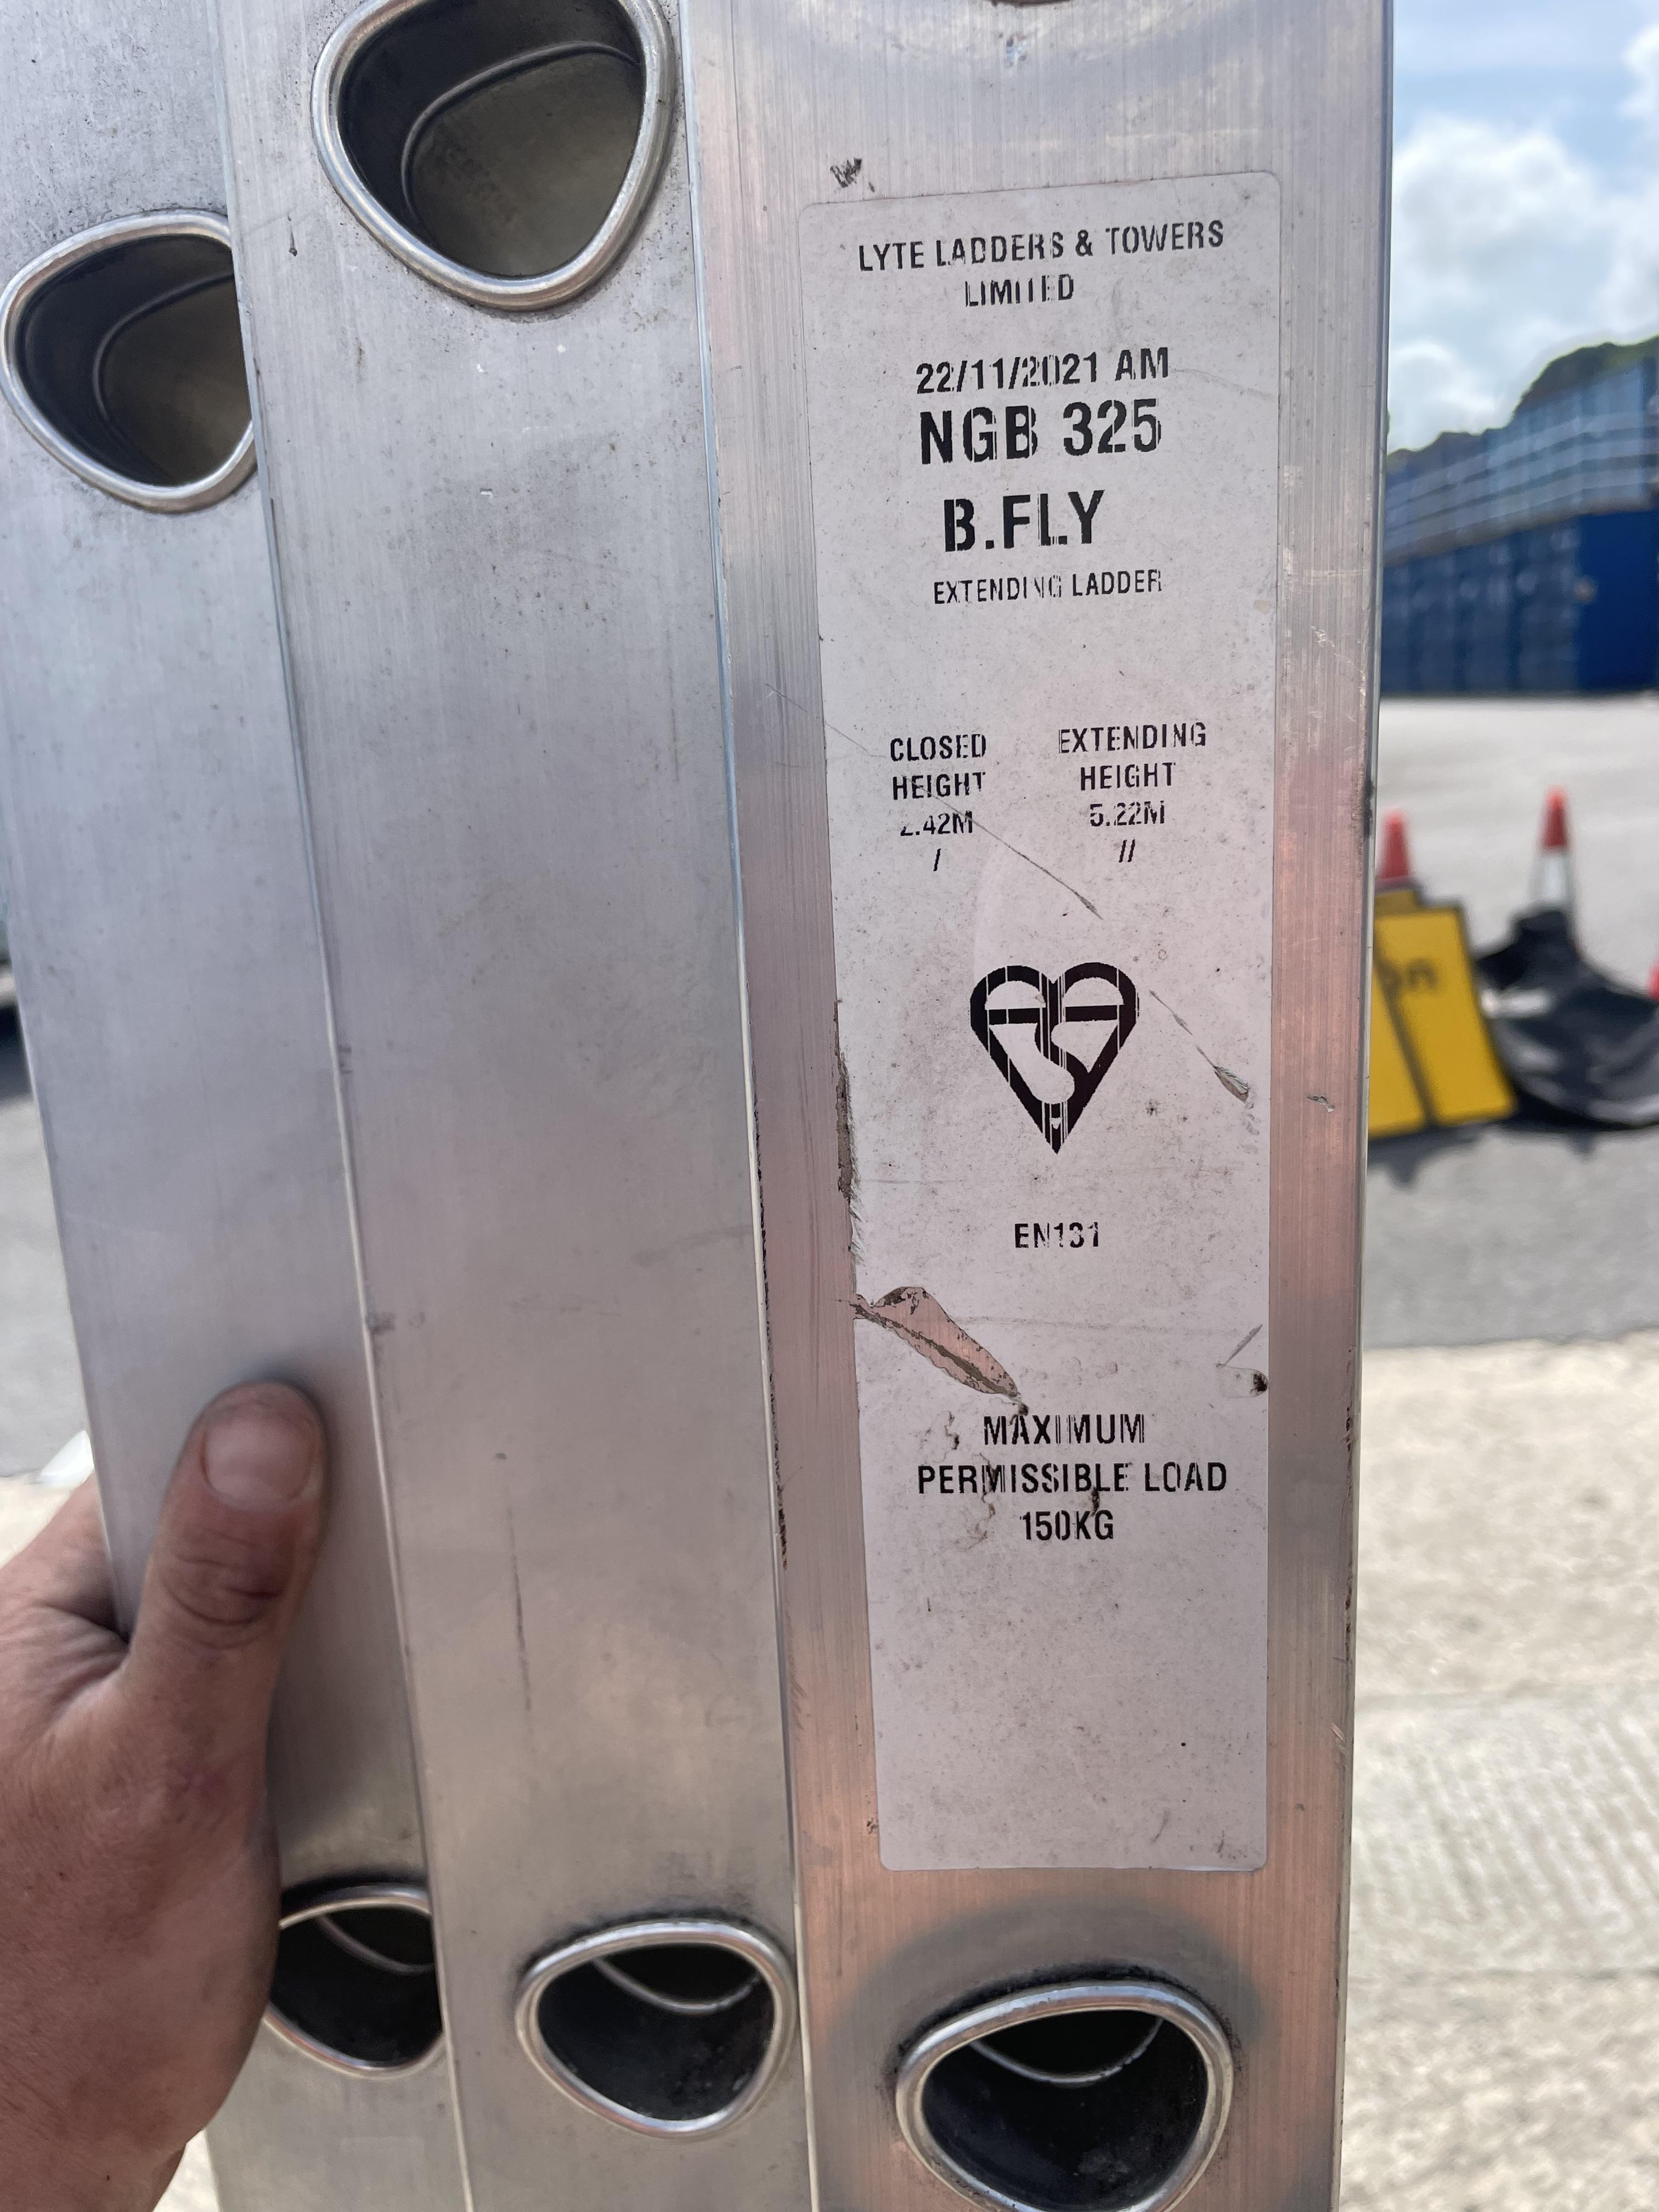 LYTE LADDERS & TOWERS
LIMITED
22/11/2021 AM
NGB 325
B.FLY
EXTENDING LADDER
CLOSED HEIGHT 2.42M /
EXTENDING HEIGHT 5.22M //
EN131
MAXIMUM
PERMISSIBLE LOAD
150KG